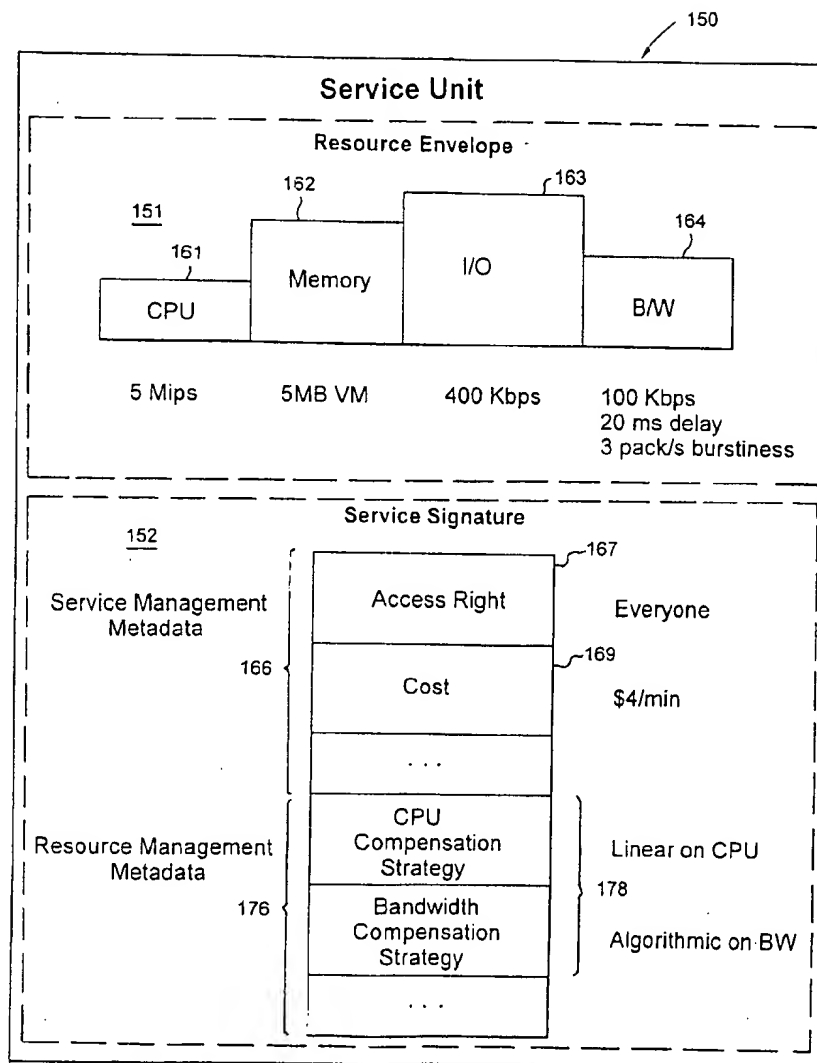 150
Service Unit
Resource Envelope
151
161
162
163
164
CPU
Memory
I/O
B/W
5 Mips
5MB VM
400 Kbps
100 Kbps
20 ms delay
3 pack/s burstiness
Service Signature
152
167
Service Management
Metadata
166
Access Right
Everyone
169
Cost
$4/min
. . .
Resource Management
Metadata
176
CPU
Compensation
Strategy
Linear on CPU
178
Bandwidth
Compensation
Strategy
Algorithmic on BW
. . .